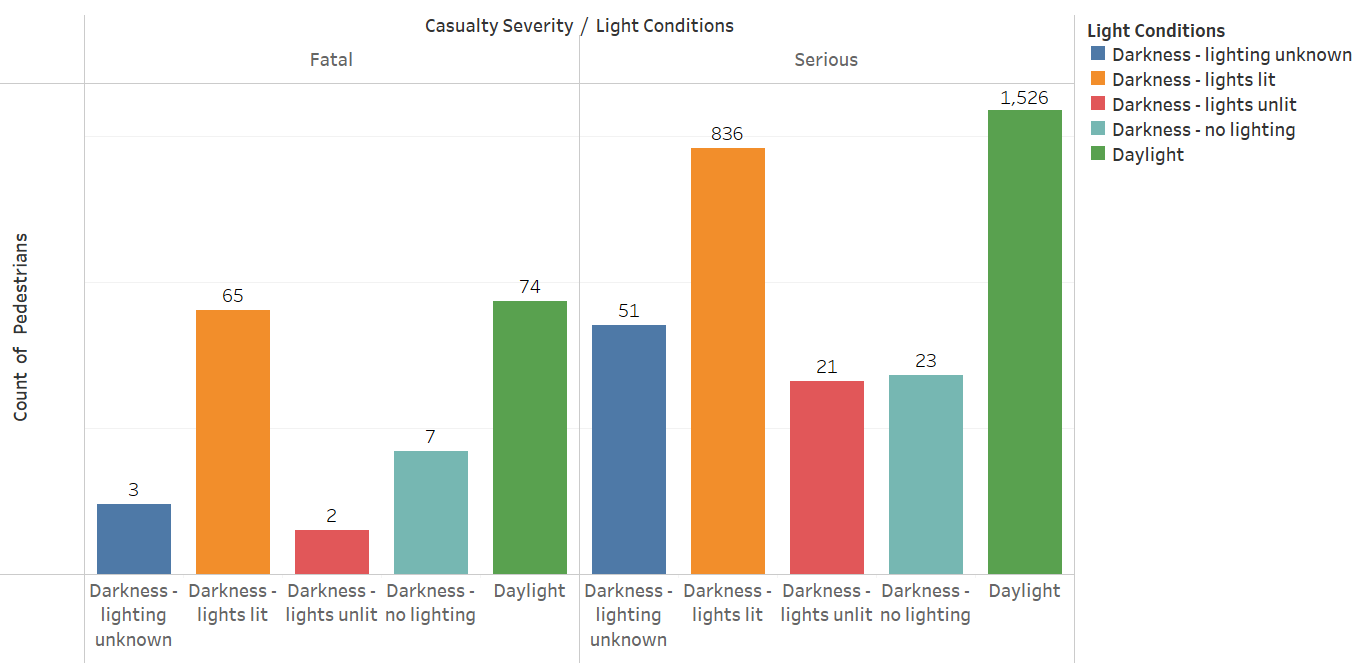 Casualty Severity / Light Conditions
Fatal
Serious
Count of Pedestrians
3
65
2
7
74
51
836
21
23
1,526
Darkness -
lighting
unknown
Darkness -
lights lit
Darkness -
lights unlit
Darkness -
no lighting
Daylight
Darkness -
lighting
unknown
Darkness -
lights lit
Darkness -
lights unlit
Darkness -
no lighting
Daylight
Light Conditions
Darkness - lighting unknown
Darkness - lights lit
Darkness - lights unlit
Darkness - no lighting
Daylight